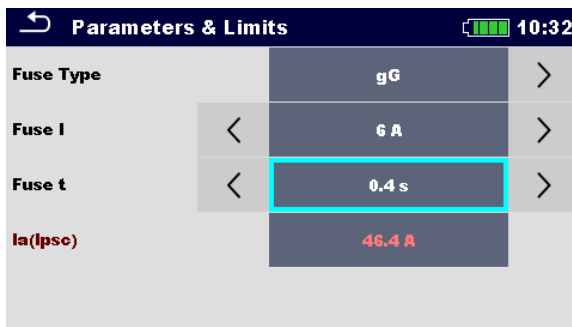 Parameters & Limits 10:32
Fuse Type gG
Fuse I 6 A
Fuse t 0.4 s
Ia(Ipsc) 46.4 A